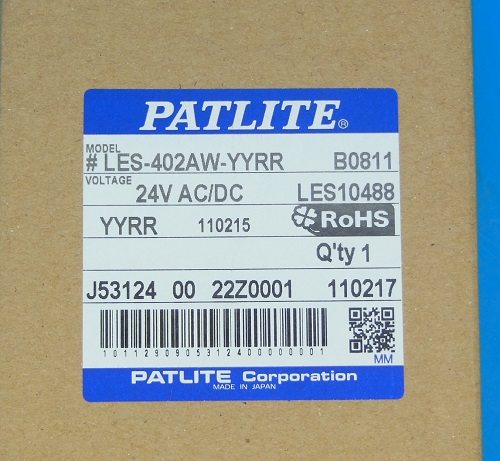 PATLITE®
MODEL
# LES-402AW-YYRR B0811
VOLTAGE
24V AC/DC LES10488
YYRR 110215 RoHS
Q'ty 1
J53124 00 22Z0001 110217
1011290905312400000001
MM
PATLITE Corporation
MADE IN JAPAN